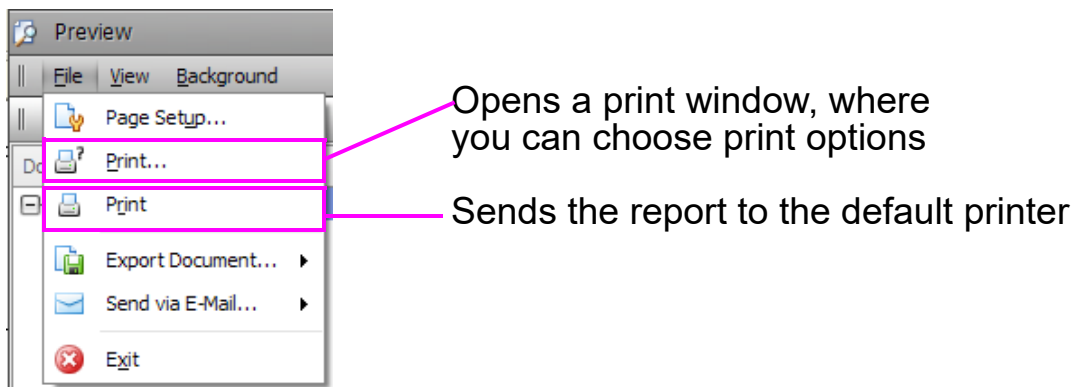 Preview
File View Background
Page Setup...
Opens a print window, where
you can choose print options
Do
Print...
Print
Sends the report to the default printer
Export Document...
Send via E-Mail...
Exit